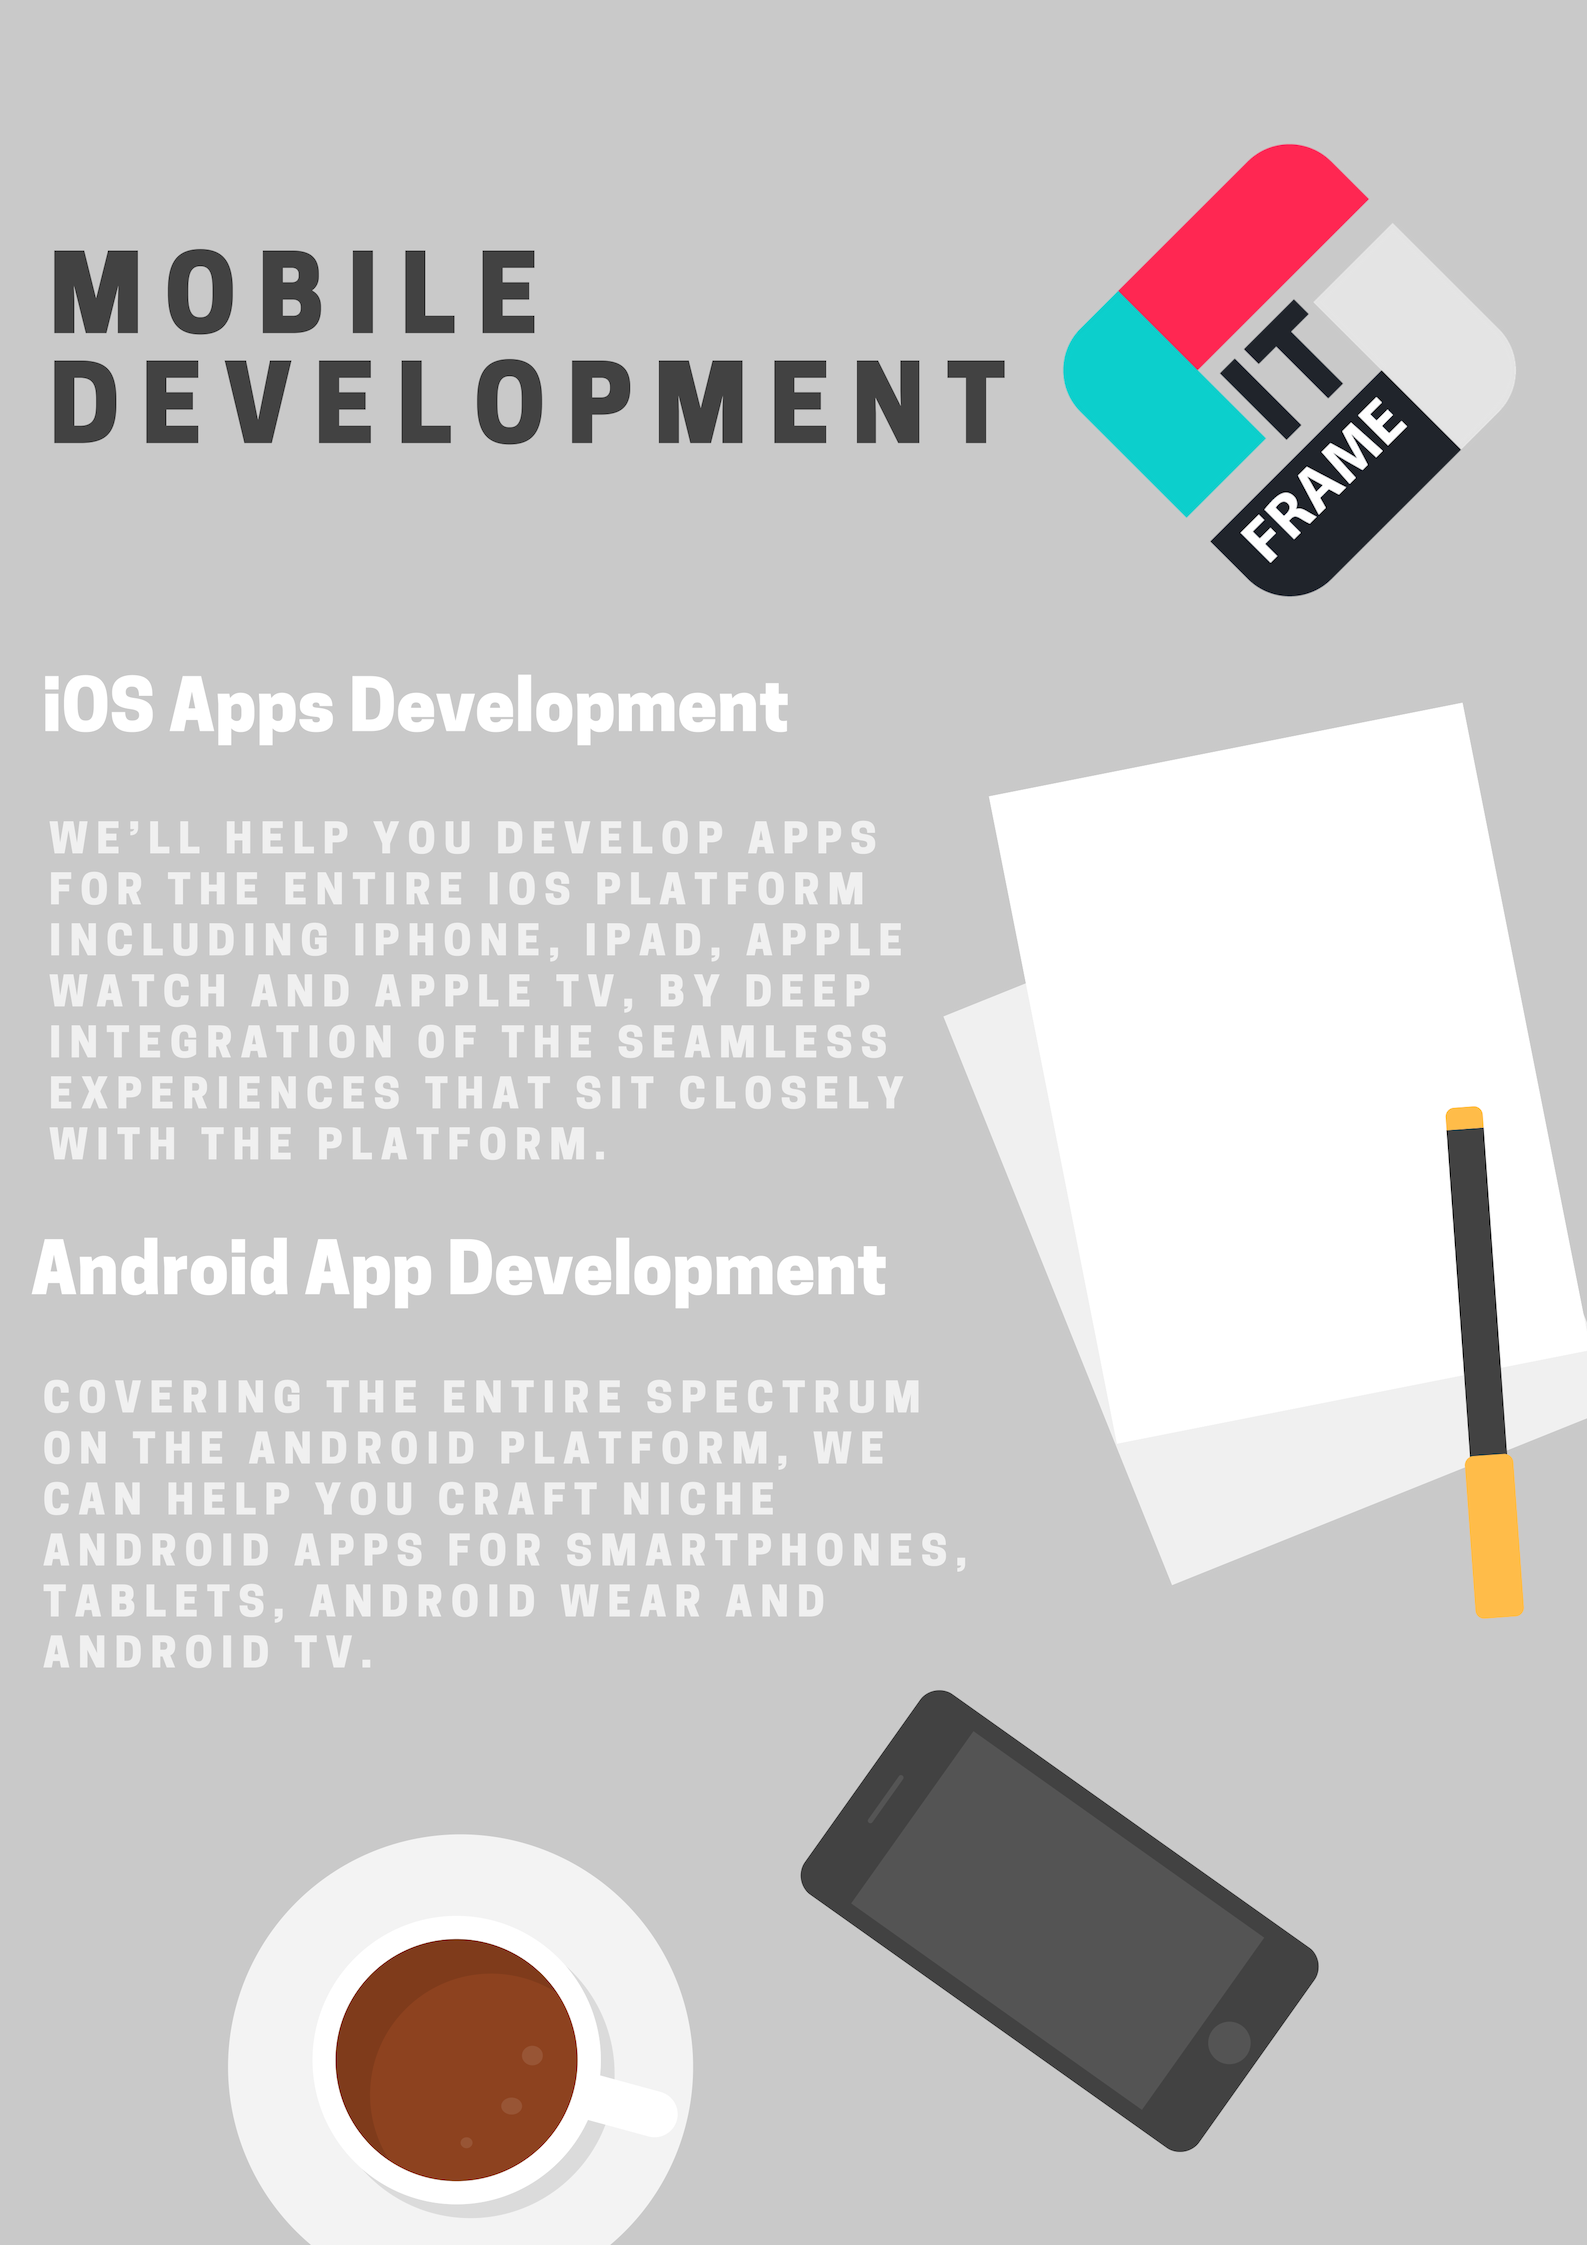 MOBILE
DEVELOPMENT
IT
FRAME
iOS Apps Development
WE’LL HELP YOU DEVELOP APPS
FOR THE ENTIRE IOS PLATFORM
INCLUDING IPHONE, IPAD, APPLE
WATCH AND APPLE TV, BY DEEP
INTEGRATION OF THE SEAMLESS
EXPERIENCES THAT SIT CLOSELY
WITH THE PLATFORM.
Android App Development
COVERING THE ENTIRE SPECTRUM
ON THE ANDROID PLATFORM, WE
CAN HELP YOU CRAFT NICHE
ANDROID APPS FOR SMARTPHONES,
TABLETS, ANDROID WEAR AND
ANDROID TV.